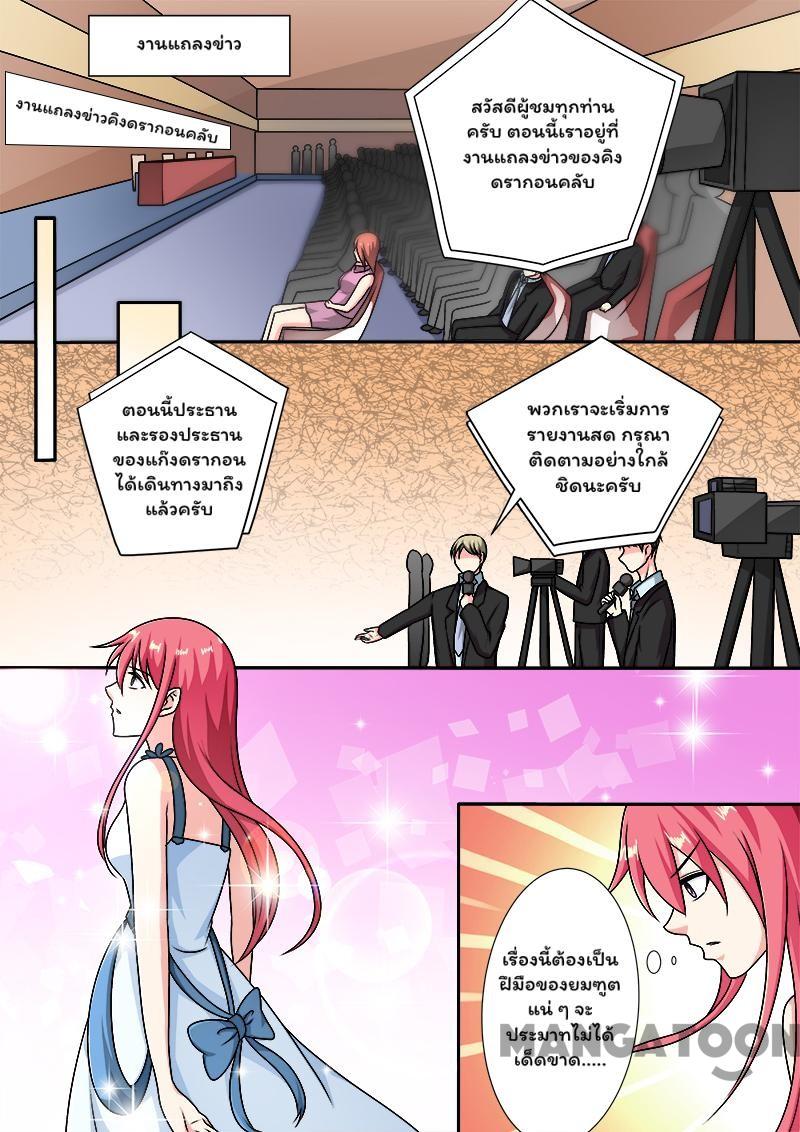 งานแถลงข่าว
งานแถลงข่าวคิงดรากอนคลับ
สวัสดีผู้ชมทุกท่าน
ครับ ตอนนี้เราอยู่ที่
งานแถลงข่าวของคิง
ดรากอนคลับ
ตอนนี้ประธาน
และรองประธาน
ของแก๊งดรากอน
ได้เดินทางมาถึง
แล้วครับ
พวกเราจะเริ่มการ
รายงานสด กรุณา
ติดตามอย่างใกล้
ชิดนะครับ
เรื่องนี้ต้องเป็น
ฝีมือของยมฑูต
แน่ ๆ จะ
ประมาทไม่ได้
เด็ดขาด.....
MANGATOON